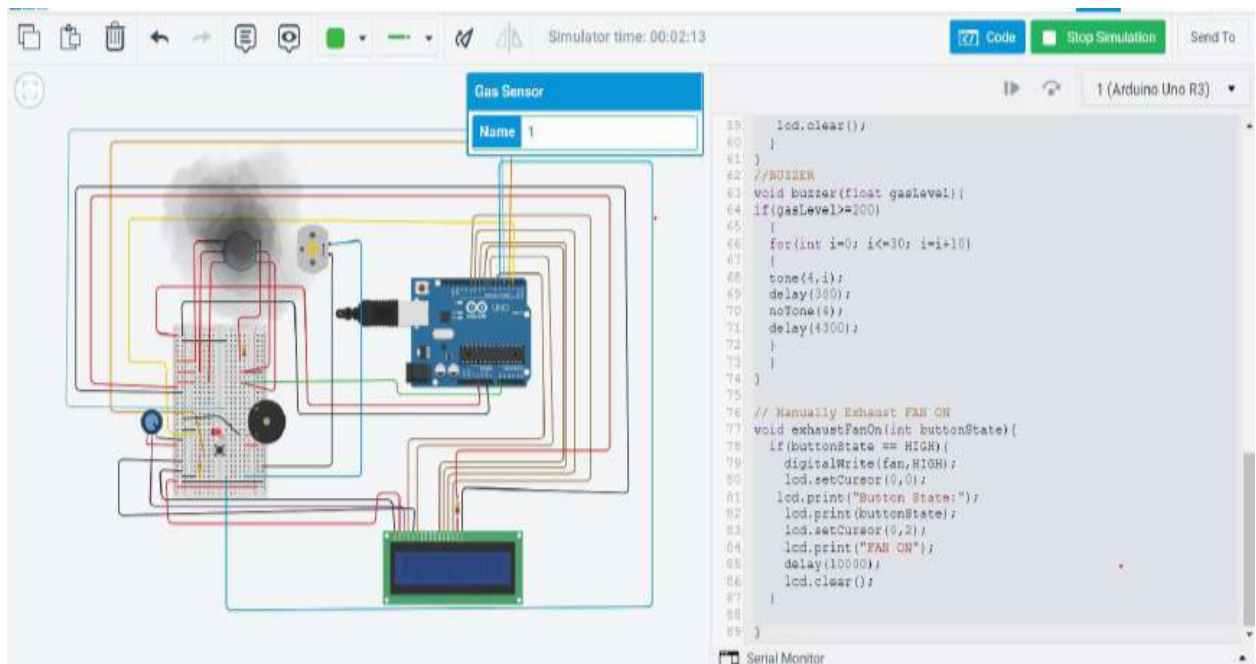 Simulator time: 00:02:13
Code
Stop Simulation
Send To
Gas Sensor
Name 1
1 (Arduino Uno R3)
UNO
59 lcd.clear();
60 }
61 }
62 //BUZZER
63 void buzzer(float gasLevel){
64 if(gasLevel>=200)
65 {
66 for(int i=0; i<=30; i=i+10)
67 {
68 tone(4,i);
69 delay(300);
70 noTone(4);
71 delay(4300);
72 }
73 }
74 }
75
76 // Manually Exhaust FAN ON
77 void exhaustFanOn(int buttonState){
78 if(buttonState == HIGH){
79 digitalWrite(fan,HIGH);
80 lcd.setCursor(0,0);
81 lcd.print("Button State:");
82 lcd.print(buttonState);
83 lcd.setCursor(0,2);
84 lcd.print("FAN ON");
85 delay(10000);
86 lcd.clear();
87 }
88
89 }
Serial Monitor